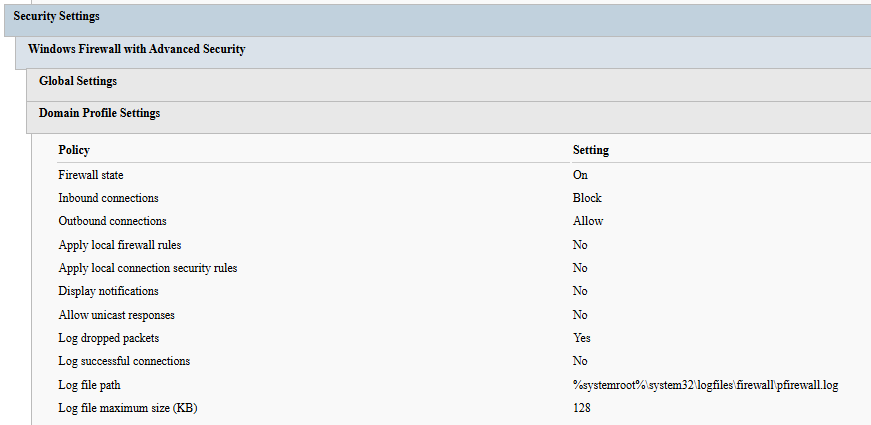 Security Settings
Windows Firewall with Advanced Security
Global Settings
Domain Profile Settings
Policy Setting
Firewall state On
Inbound connections Block
Outbound connections Allow
Apply local firewall rules No
Apply local connection security rules No
Display notifications No
Allow unicast responses No
Log dropped packets Yes
Log successful connections No
Log file path %systemroot%\system32\logfiles\firewall\pfirewall.log
Log file maximum size (KB) 128